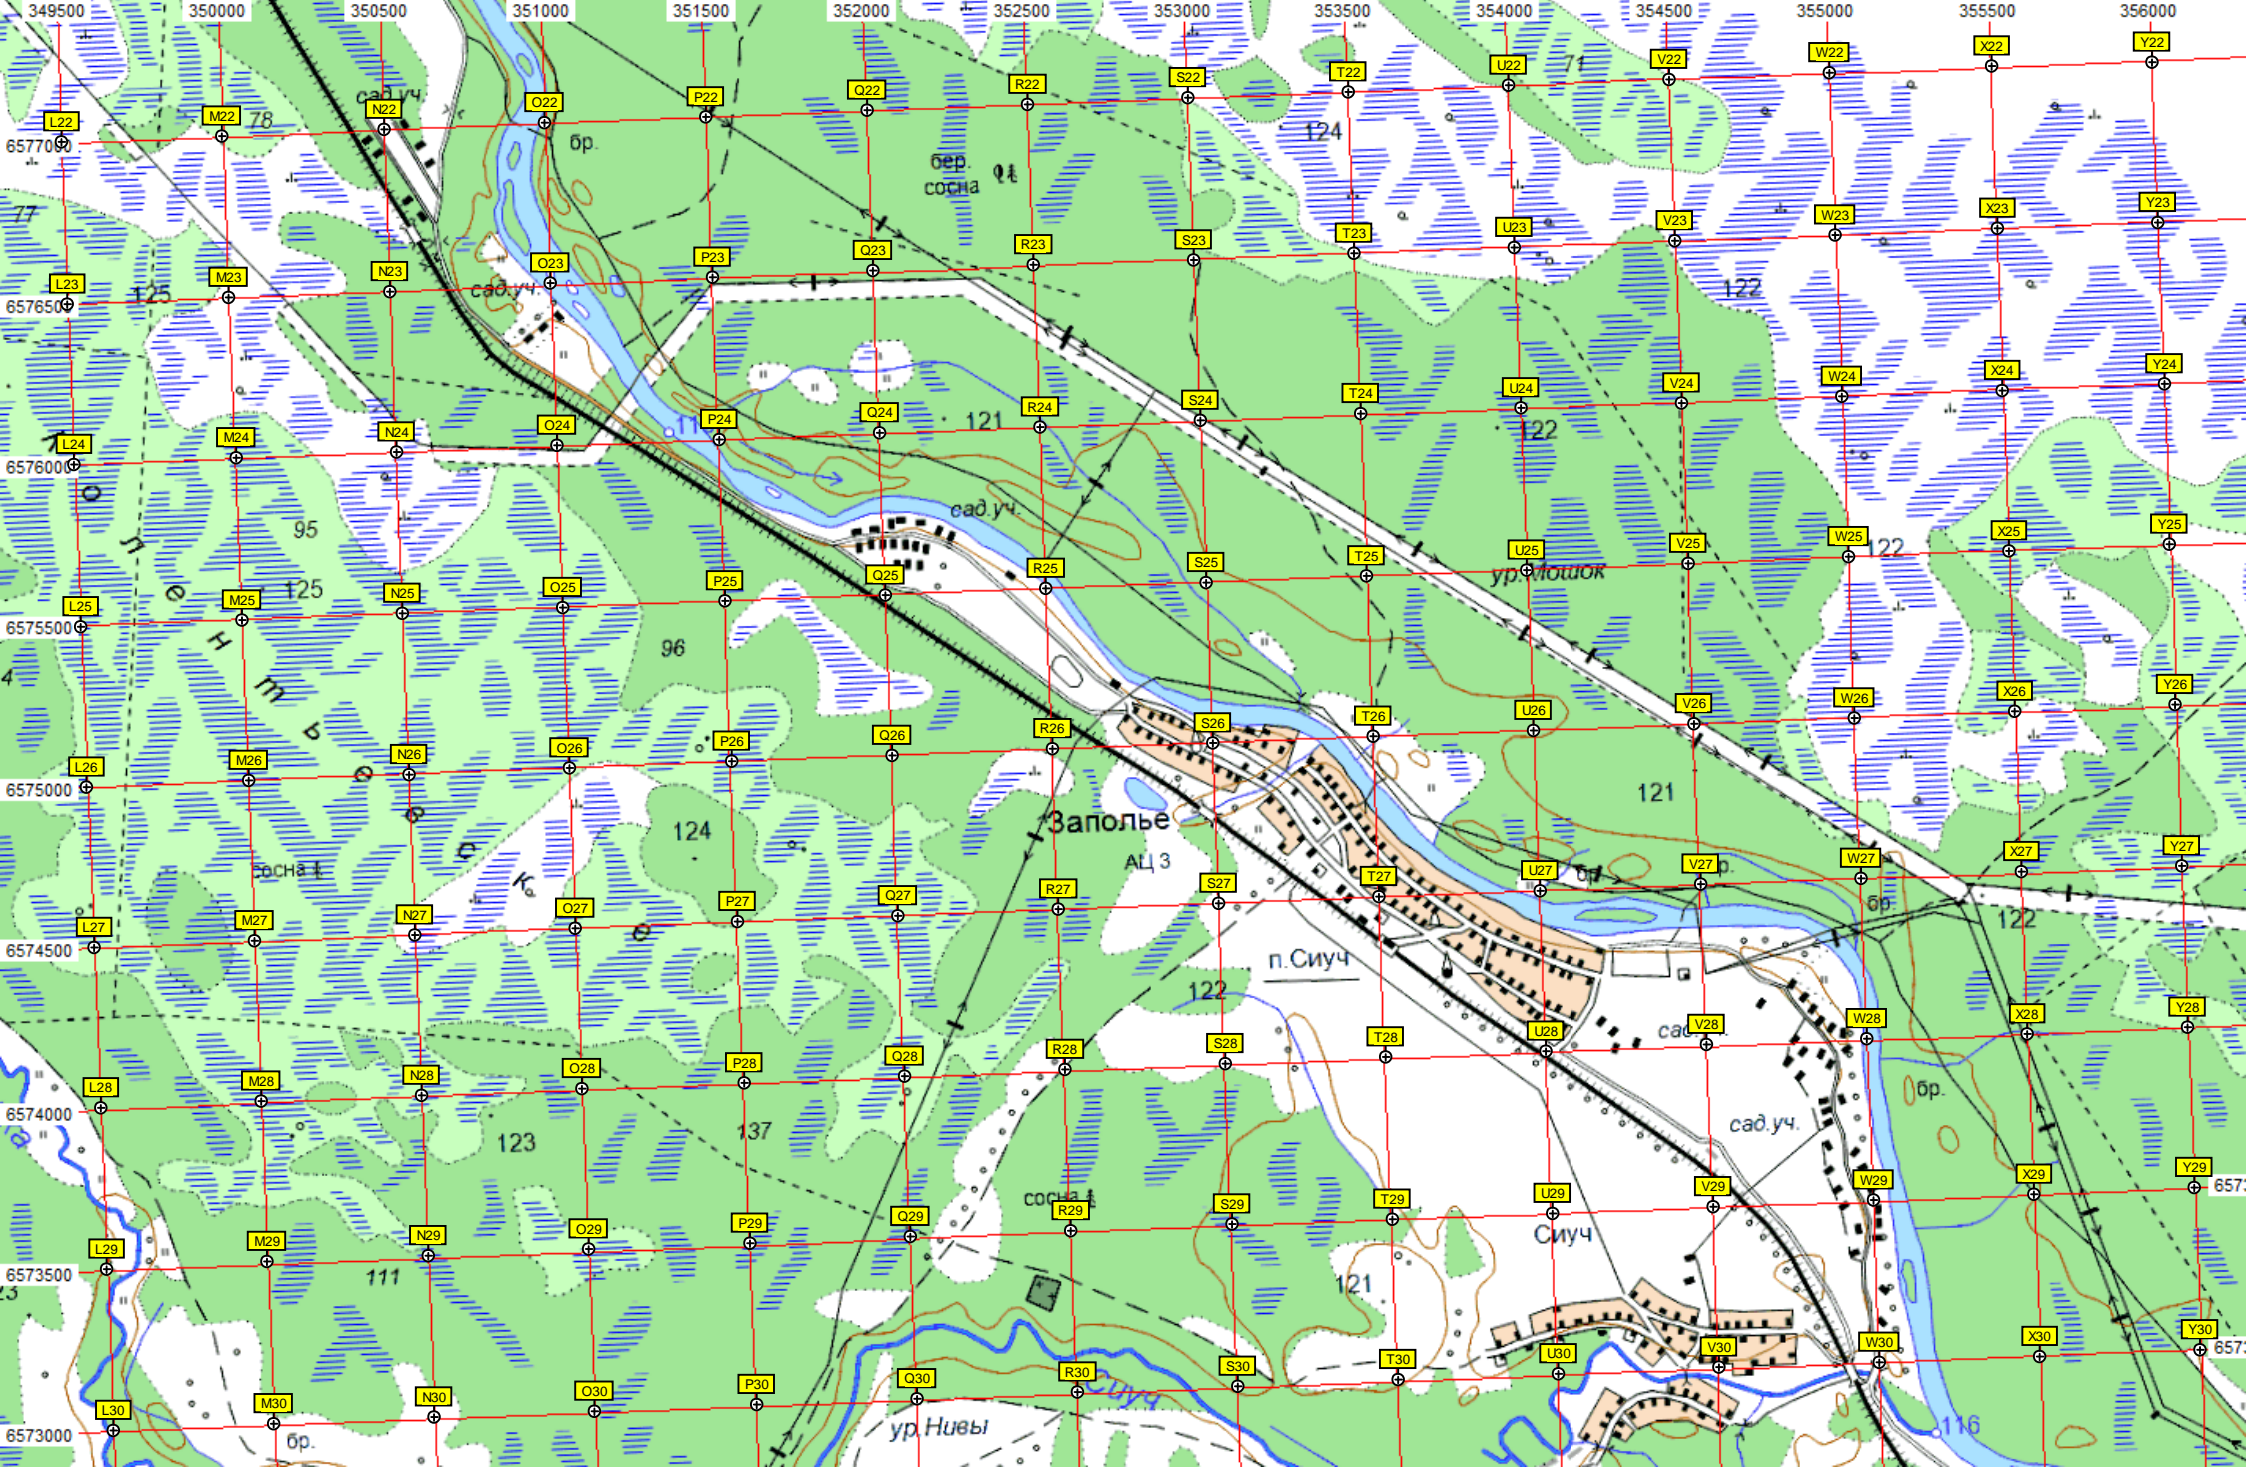 349500 350000 350500 351000 351500 352000 352500 353000 353500 354000 354500 355000 355500 356000
L22 M22 N22 O22 P22 Q22 R22 S22 T22 U22 V22 W22 X22 Y22
6577000
сад.уч.
78
бр.
бер.
сосна
124
71
77
L23 M23 N23 O23 P23 Q23 R23 S23 T23 U23 V23 W23 X23 Y23
6576500
125
сад.уч.
122
L24 M24 N24 O24 P24 Q24 R24 S24 T24 U24 V24 W24 X24 Y24
6576000
121
122
95
сад.уч.
L25 M25 N25 O25 P25 Q25 R25 S25 T25 U25 V25 W25 X25 Y25
6575500
125
ур.Мошок
122
96
4
L26 M26 N26 O26 P26 Q26 R26 S26 T26 U26 V26 W26 X26 Y26
6575000
124
Заполье
АЦ 3
121
сосна
L27 M27 N27 O27 P27 Q27 R27 S27 T27 U27 V27 W27 X27 Y27
6574500
бр.
122
п.Сиуч
122
L28 M28 N28 O28 P28 Q28 R28 S28 T28 U28 V28 W28 X28 Y28
6574000
123
137
сад.уч.
бр.
сосна
L29 M29 N29 O29 P29 Q29 R29 S29 T29 U29 V29 W29 X29 Y29
6573500
111
121
Сиуч
L30 M30 N30 O30 P30 Q30 R30 S30 T30 U30 V30 W30 X30 Y30
6573000
бр.
ур.Нивы
Сиуч
116